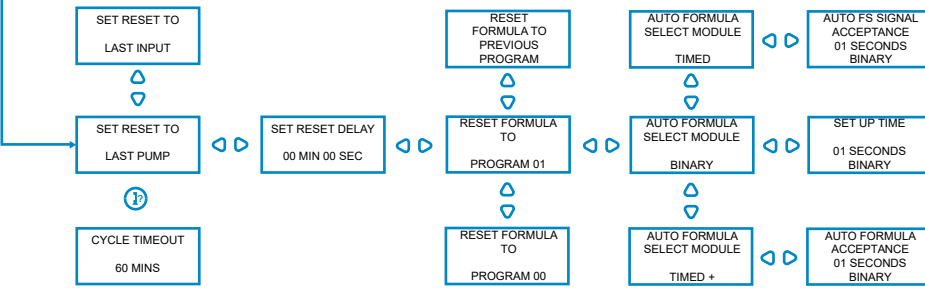 SET RESET TO
LAST INPUT
RESET
FORMULA TO
PREVIOUS
PROGRAM
AUTO FORMULA
SELECT MODULE
TIMED
AUTO FS SIGNAL
ACCEPTANCE
01 SECONDS
BINARY
SET RESET TO
LAST PUMP
SET RESET DELAY
00 MIN 00 SEC
RESET FORMULA
TO
PROGRAM 01
AUTO FORMULA
SELECT MODULE
BINARY
SET UP TIME
01 SECONDS
BINARY
1?
CYCLE TIMEOUT
60 MINS
RESET FORMULA
TO
PROGRAM 00
AUTO FORMULA
SELECT MODULE
TIMED +
AUTO FORMULA
ACCEPTANCE
01 SECONDS
BINARY